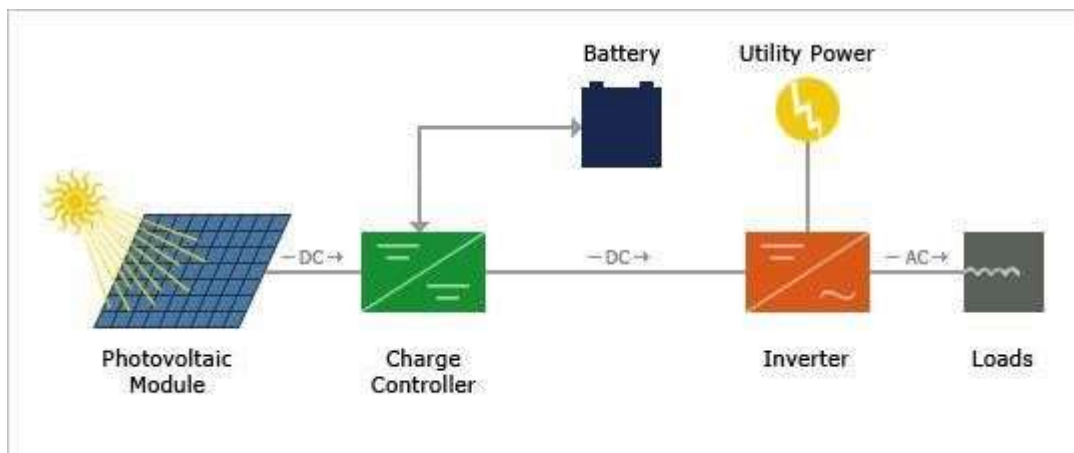 Battery
Utility Power
– DC →
– DC →
– AC →
Photovoltaic
Module
Charge
Controller
Inverter
Loads